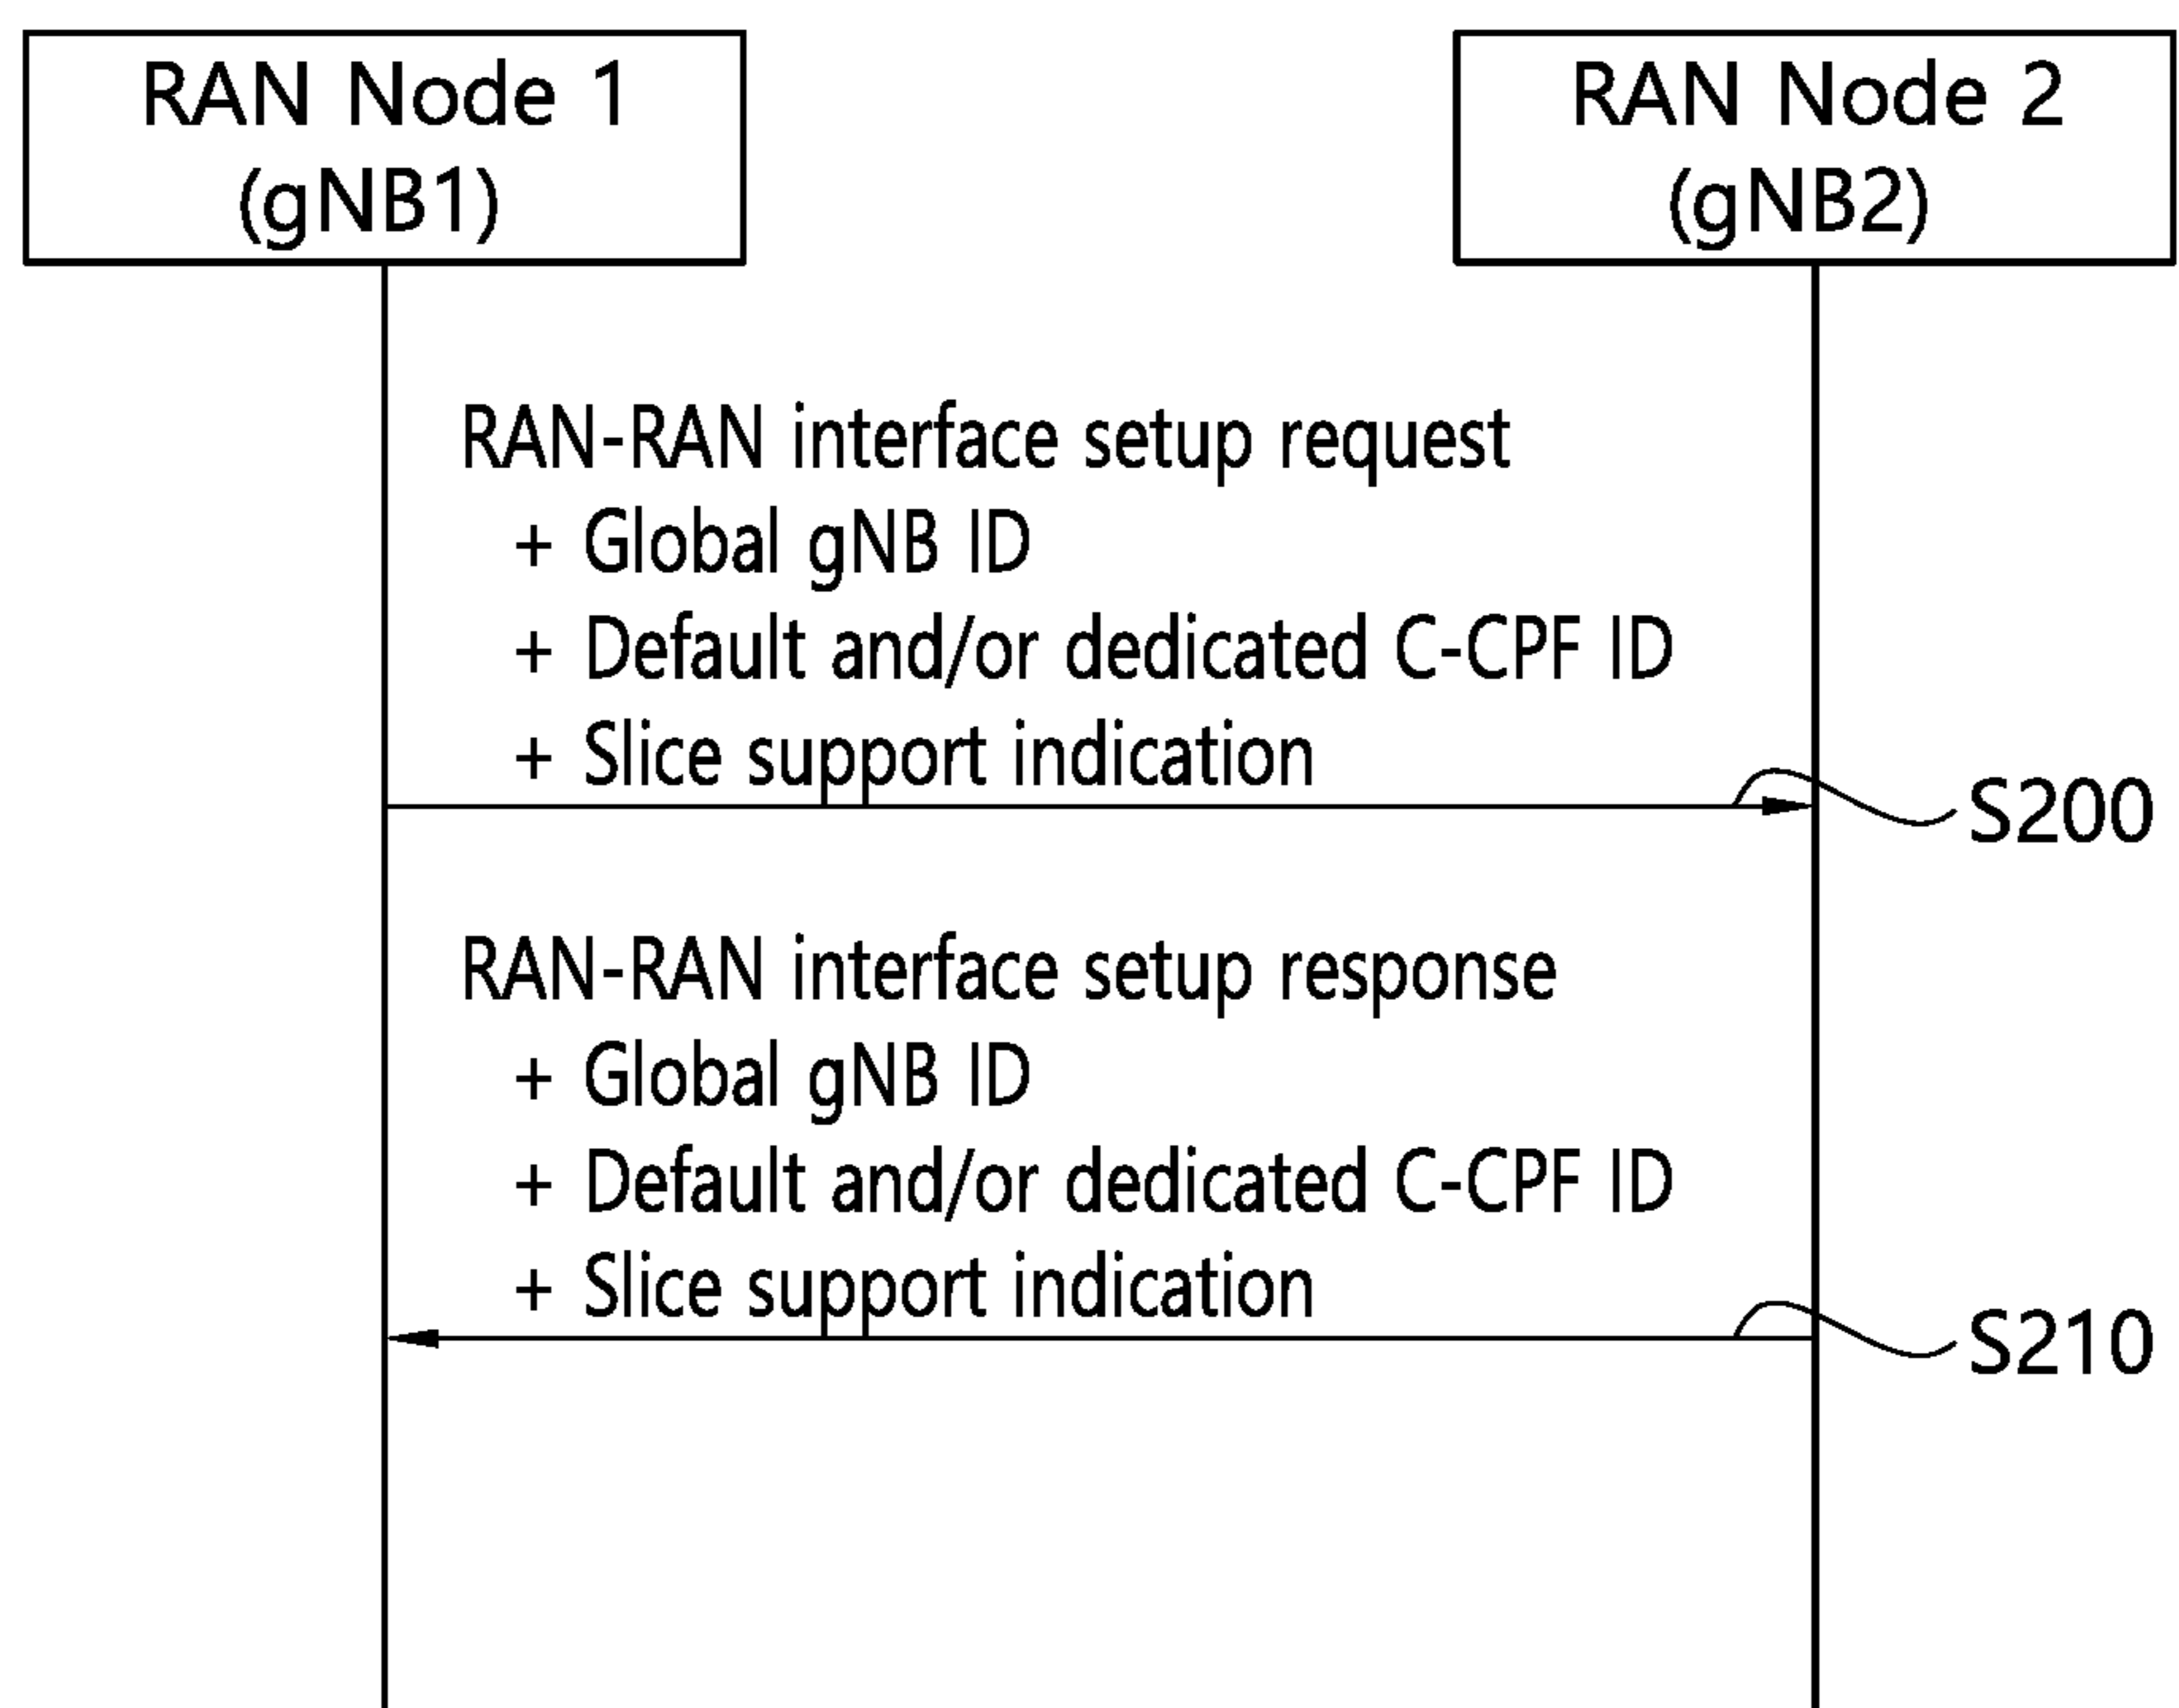 RAN Node 1
(gNB1)
RAN Node 2
(gNB2)
RAN-RAN interface setup request
+ Global gNB ID
+ Default and/or dedicated C-CPF ID
+ Slice support indication
S200
RAN-RAN interface setup response
+ Global gNB ID
+ Default and/or dedicated C-CPF ID
+ Slice support indication
S210